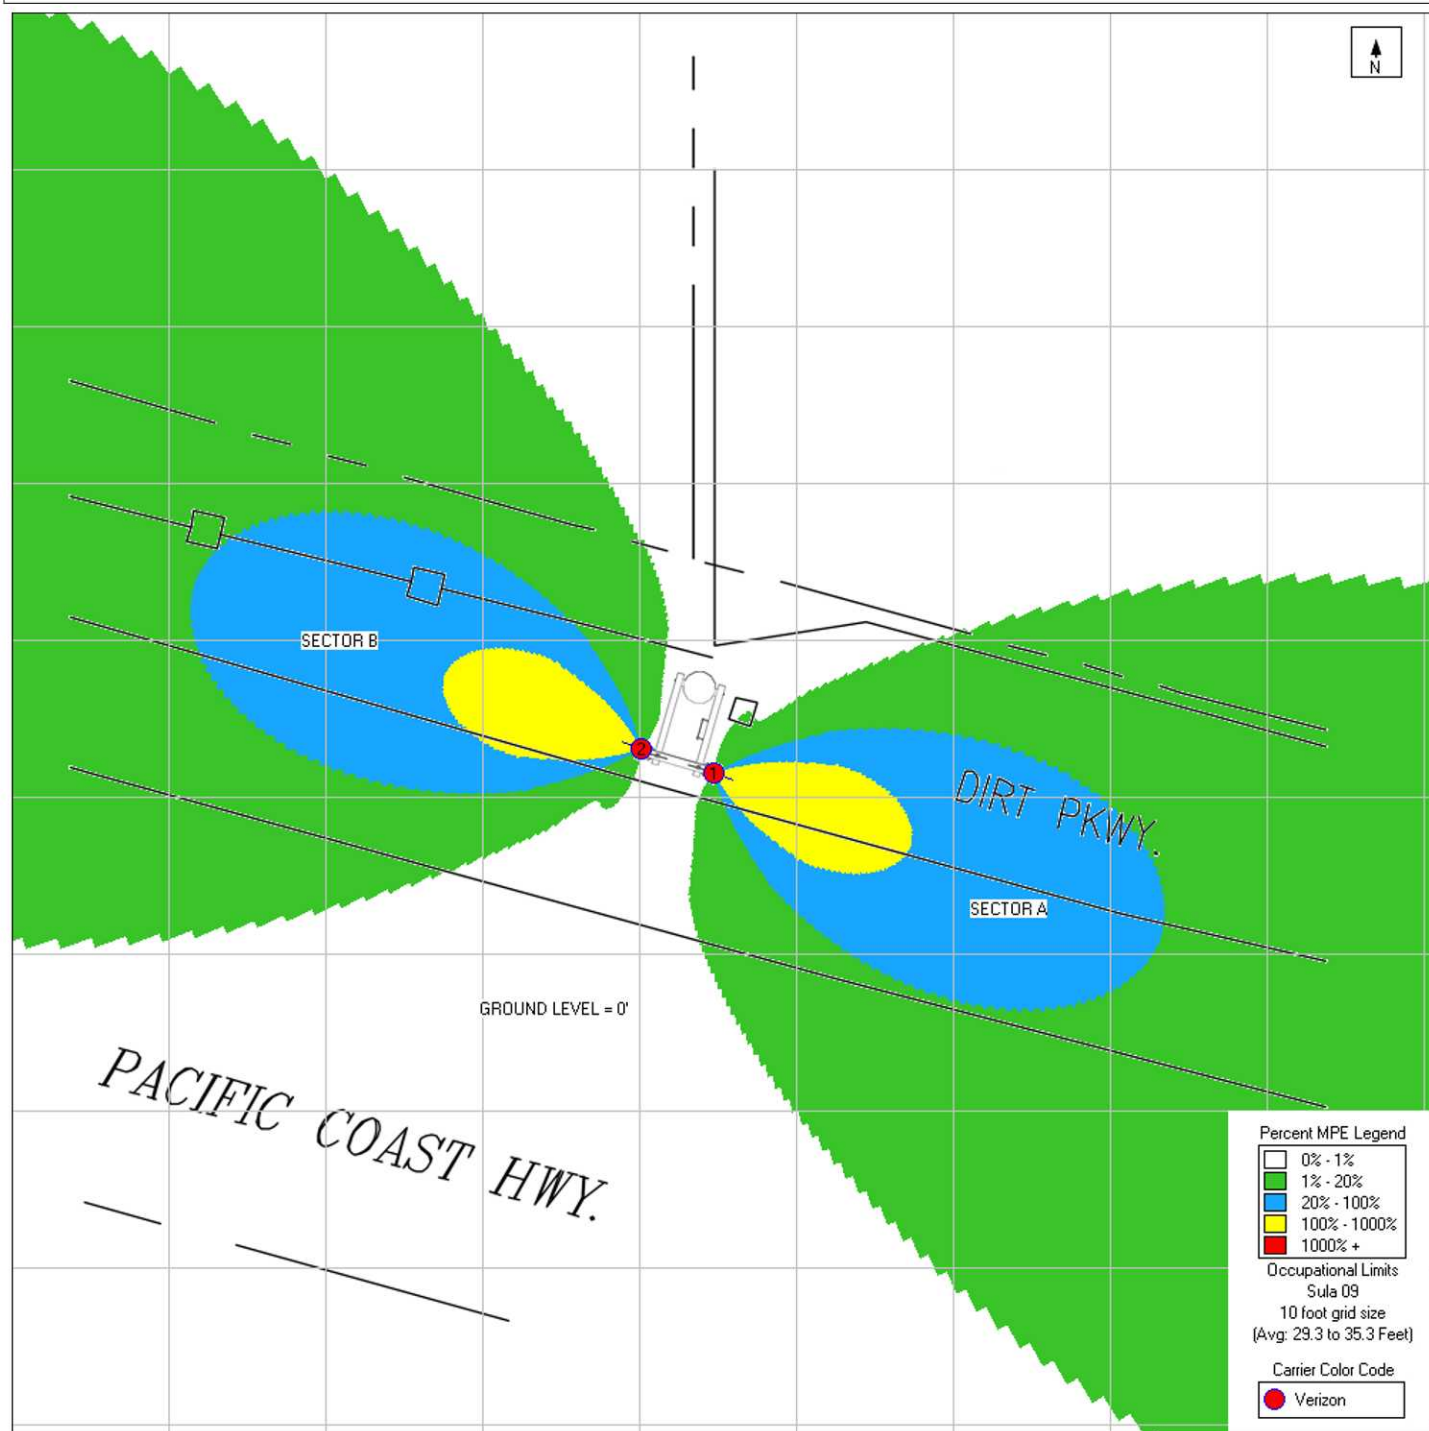 N
SECTOR B
2
1
DIRT PKWY.
SECTOR A
GROUND LEVEL = 0'
PACIFIC COAST HWY.
Percent MPE Legend
0% - 1%
1% - 20%
20% - 100%
100% - 1000%
1000% +
Occupational Limits
Sula 09
10 foot grid size
(Avg: 29.3 to 35.3 Feet)
Carrier Color Code
Verizon